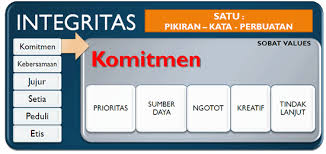 INTEGRITAS
SATU :
PIKIRAN – KATA - PERBUATAN
SOBAT VALUES
Komitmen
Kebersamaan
Jujur
Setia
Peduli
Etis
Komitmen
PRIORITAS
SUMBER
DAYA
NGOTOT
KREATIF
TINDAK
LANJUT